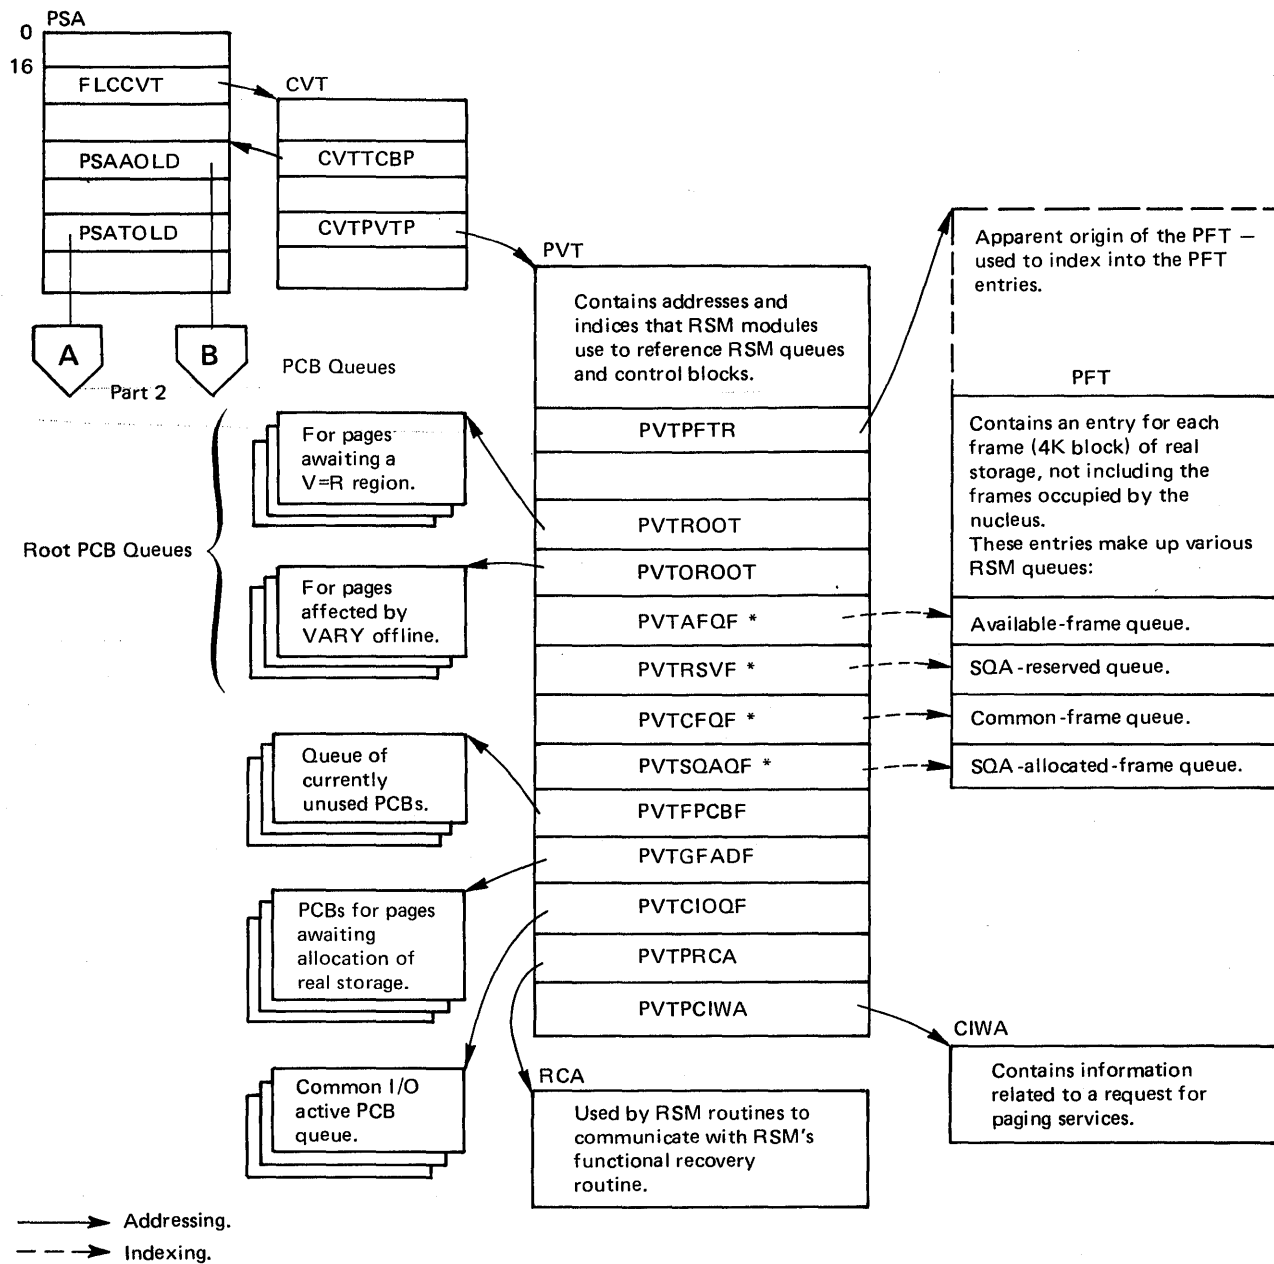 PSA
0
16
FLCCVT
PSAAOLD
PSATOLD
A
B
Part 2
CVT
CVTTCBP
CVTPVTP
PVT
Contains addresses and
indices that RSM modules
use to reference RSM queues
and control blocks.
PVTPFTR
PVTROOT
PVTOROOT
PVTAFQF *
PVTRSVF *
PVTCFQF *
PVTSQAQF *
PVTFPCBF
PVTGFADF
PVTCIOQF
PVTPRCA
PVTPCIWA
Apparent origin of the PFT –
used to index into the PFT
entries.
PFT
Contains an entry for each
frame (4K block) of real
storage, not including the
frames occupied by the
nucleus.
These entries make up various
RSM queues:
Available-frame queue.
SQA-reserved queue.
Common-frame queue.
SQA-allocated-frame queue.
PCB Queues
Root PCB Queues
For pages
awaiting a
V=R region.
For pages
affected by
VARY offline.
Queue of
currently
unused PCBs.
PCBs for pages
awaiting
allocation of
real storage.
Common I/O
active PCB
queue.
RCA
Used by RSM routines to
communicate with RSM's
functional recovery
routine.
CIWA
Contains information
related to a request for
paging services.
Addressing.
Indexing.